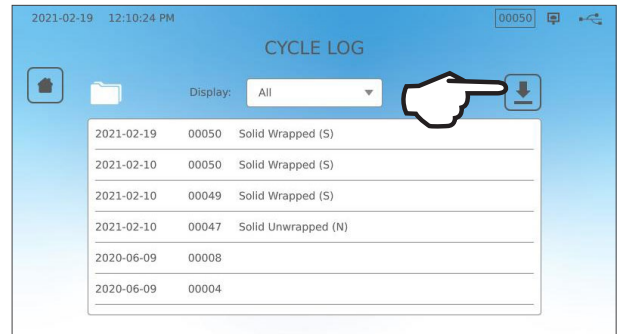 2021-02-19 12:10:24 PM 00050
CYCLE LOG
Display: All
2021-02-19 00050 Solid Wrapped (S)
2021-02-10 00050 Solid Wrapped (S)
2021-02-10 00049 Solid Wrapped (S)
2021-02-10 00047 Solid Unwrapped (N)
2020-06-09 00008
2020-06-09 00004